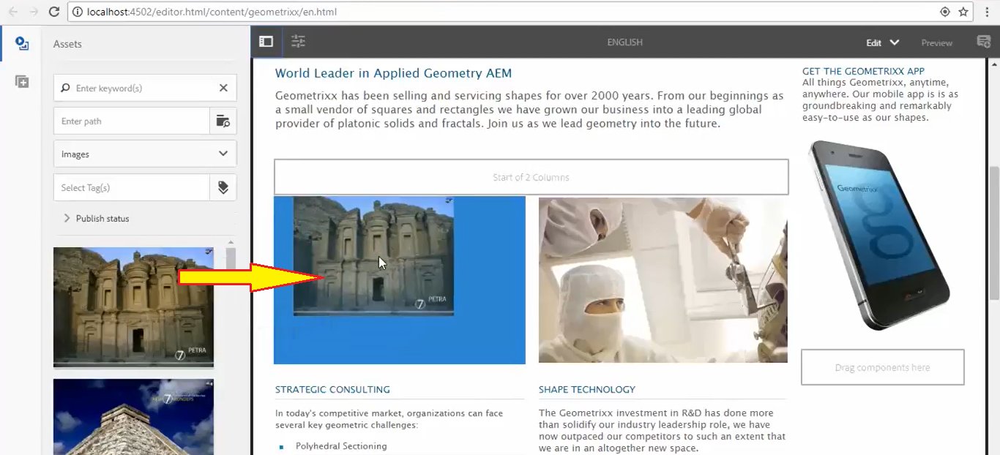 localhost:4502/editor.html/content/geometrixx/en.html
Assets
Enter keyword(s)
Enter path
Images
Select Tag(s)
Publish status
7 PETRA
7
ENGLISH
Edit
Preview
World Leader in Applied Geometry AEM
Geometrixx has been selling and servicing shapes for over 2000 years. From our beginnings as
a small vendor of squares and rectangles we have grown our business into a leading global
provider of platonic solids and fractals. Join us as we lead geometry into the future.
Start of 2 Columns
7 PETRA
STRATEGIC CONSULTING
In today's competitive market, organizations can face
several key geometric challenges:
Polyhedral Sectioning
SHAPE TECHNOLOGY
The Geometrixx investment in R&D has done more
than solidify our industry leadership role, we have
now outpaced our competitors to such an extent that
we are in an altogether new space.
GET THE GEOMETRIXX APP
All things Geometrixx, anytime,
anywhere. Our mobile app is is as
groundbreaking and remarkably
easy-to-use as our shapes.
Geometrixx
go
Drag components here